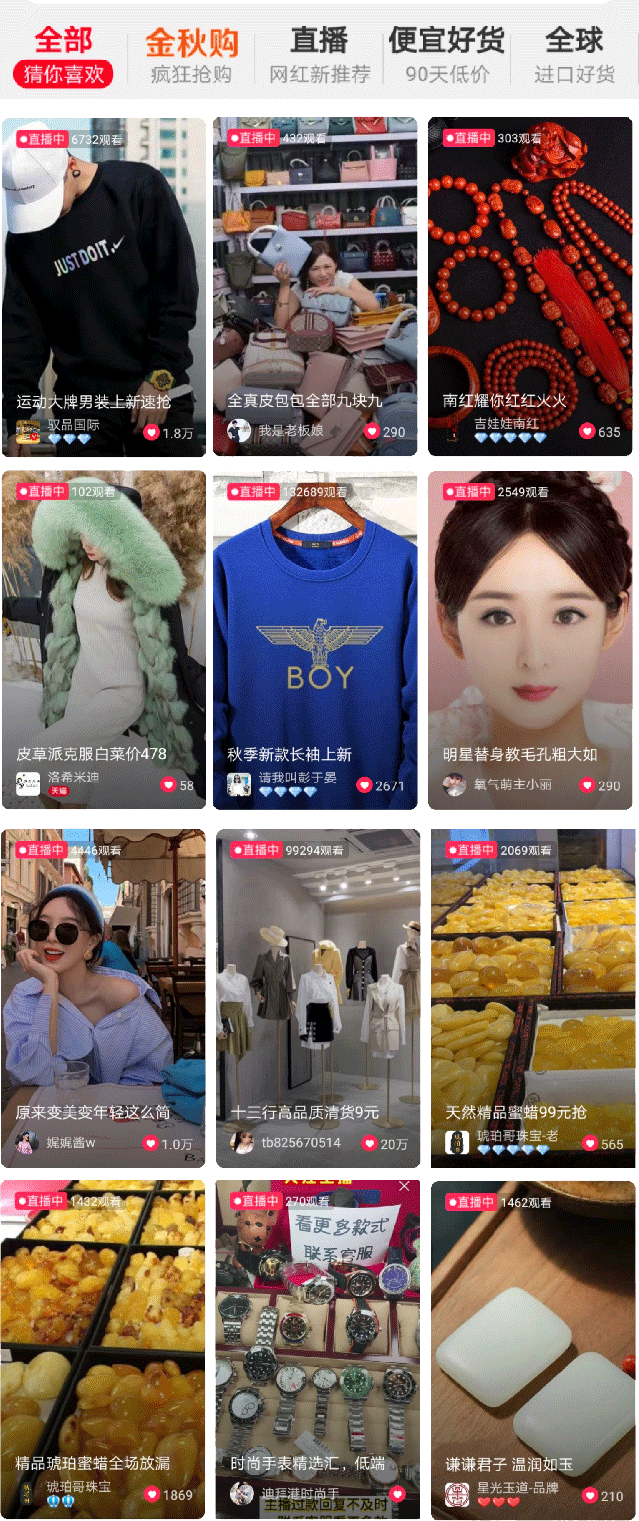 全部
金秋购
直播
便宜好货
全球
猜你喜欢
疯狂抢购
网红新推荐
90天低价
进口好货
直播中 6732观看
JUSTDOIT.
运动大牌男装上新速抢
驭品国际
1.8万
直播中 432观看
全真皮包包全部九块九
我是老板娘
290
直播中 303观看
南红耀你红红火火
吉娃娃南红
635
直播中 102观看
皮草派克服白菜价478
洛希米迪
天猫
58
直播中 132689观看
BOY
秋季新款长袖上新
请我叫彭于晏
2671
直播中 2549观看
明星替身教毛孔粗大如
氧气萌主小丽
290
直播中 4446观看
原来变美变年轻这么简
娓娓酱w
1.0万
直播中 99294观看
十三行高品质清货9元
tb825670514
20万
直播中 2069观看
天然精品蜜蜡99元抢
琥珀哥珠宝-老
565
直播中 1432观看
精品琥珀蜜蜡全场放漏
琥珀哥珠宝
1869
直播中 270观看
看更多款式
联系客服
时尚手表精选汇，低端
迪拜港时尚手
主播过款回复不及时
直播中 1462观看
谦谦君子 温润如玉
星光玉道-品牌
210